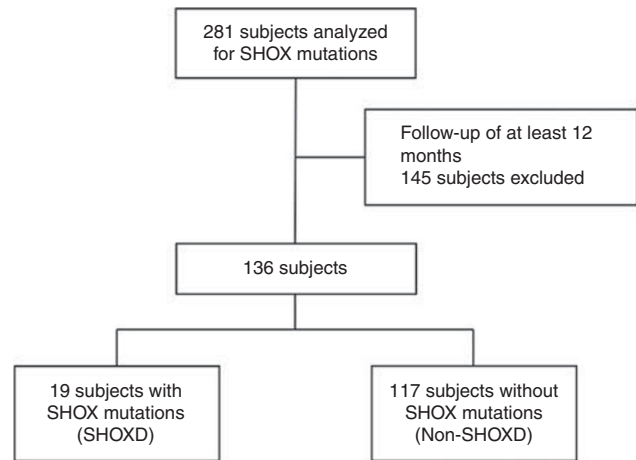 281 subjects analyzed
for SHOX mutations
Follow-up of at least 12
months
145 subjects excluded
136 subjects
19 subjects with
SHOX mutations
(SHOXD)
117 subjects without
SHOX mutations
(Non-SHOXD)